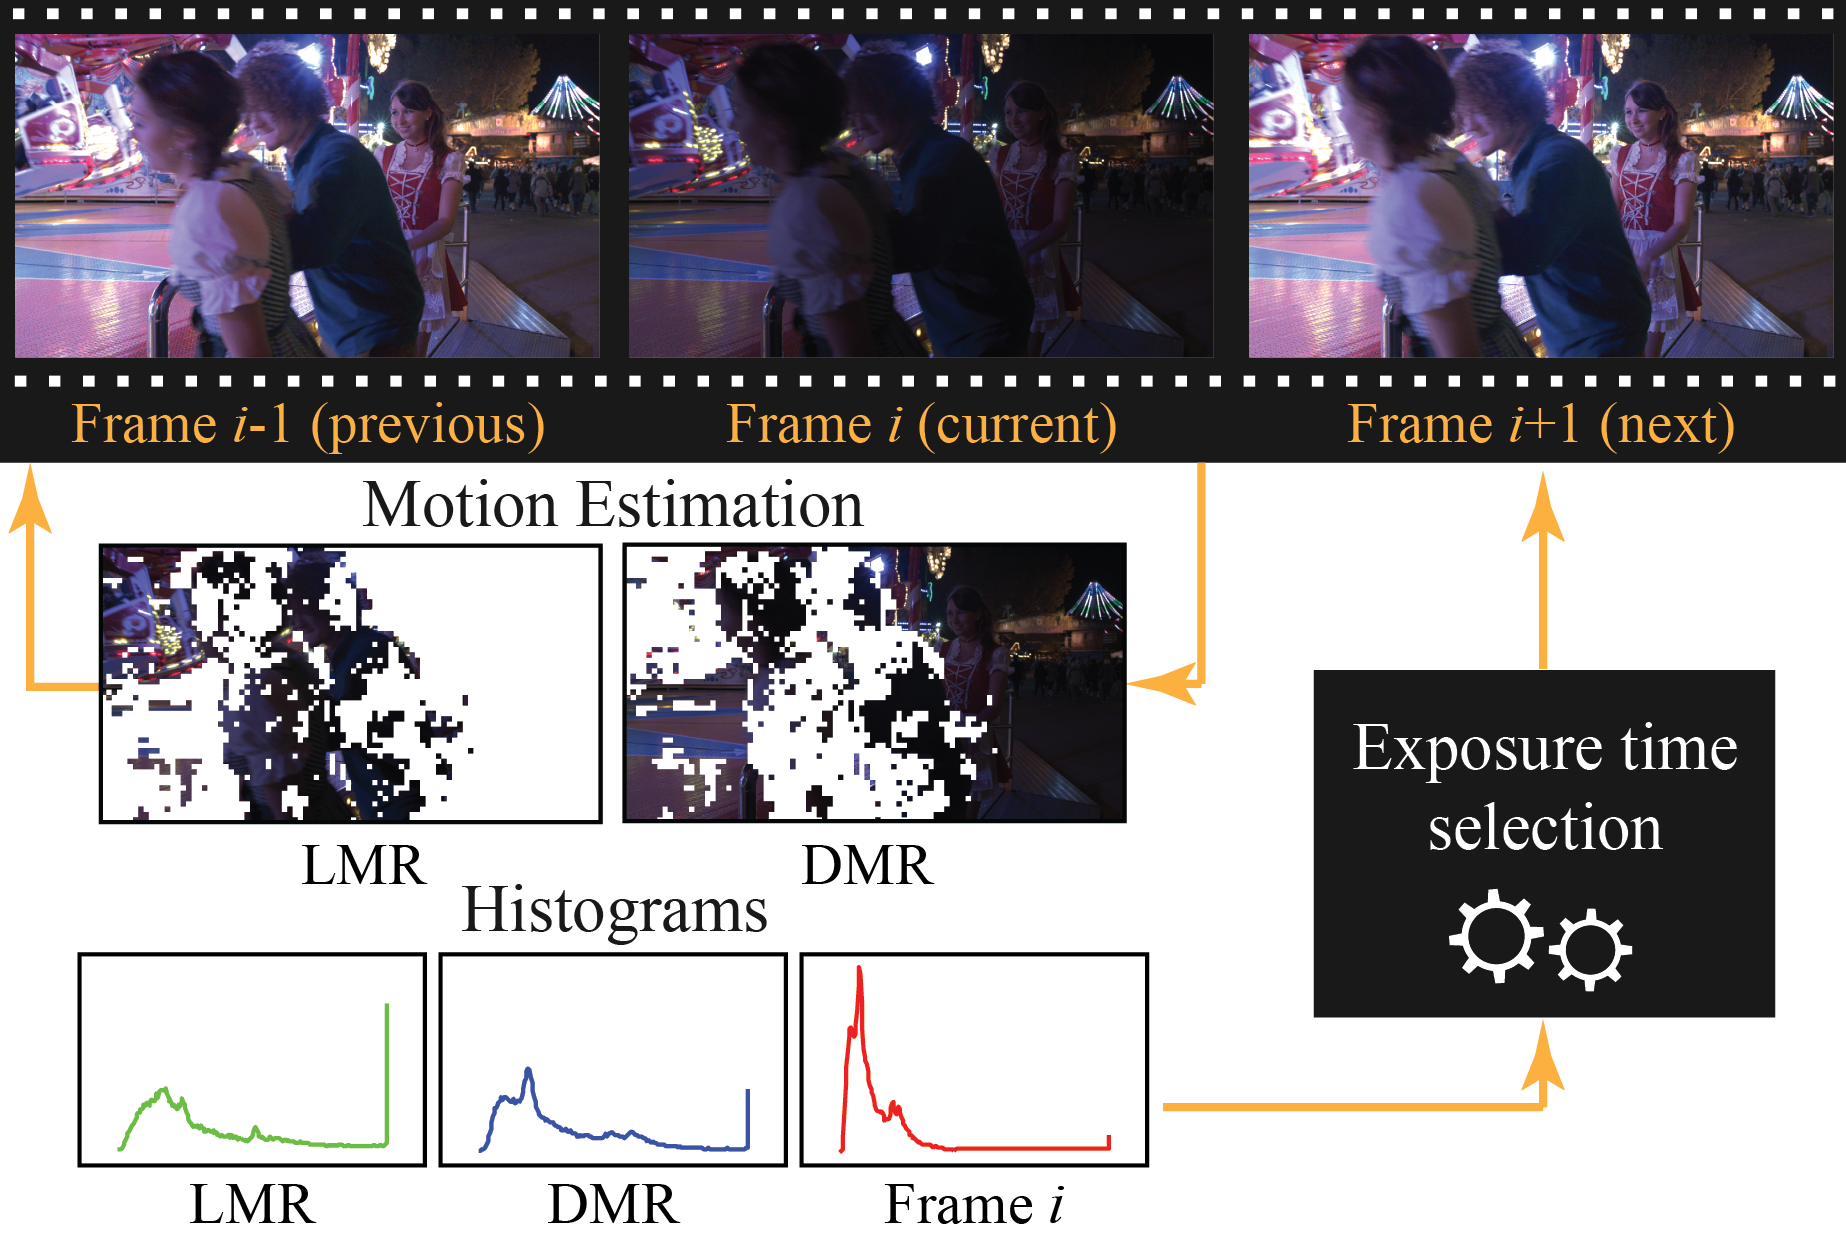 Frame i-1 (previous)
Frame i (current)
Frame i+1 (next)
Motion Estimation
LMR
DMR
Exposure time
selection
Histograms
LMR
DMR
Frame i